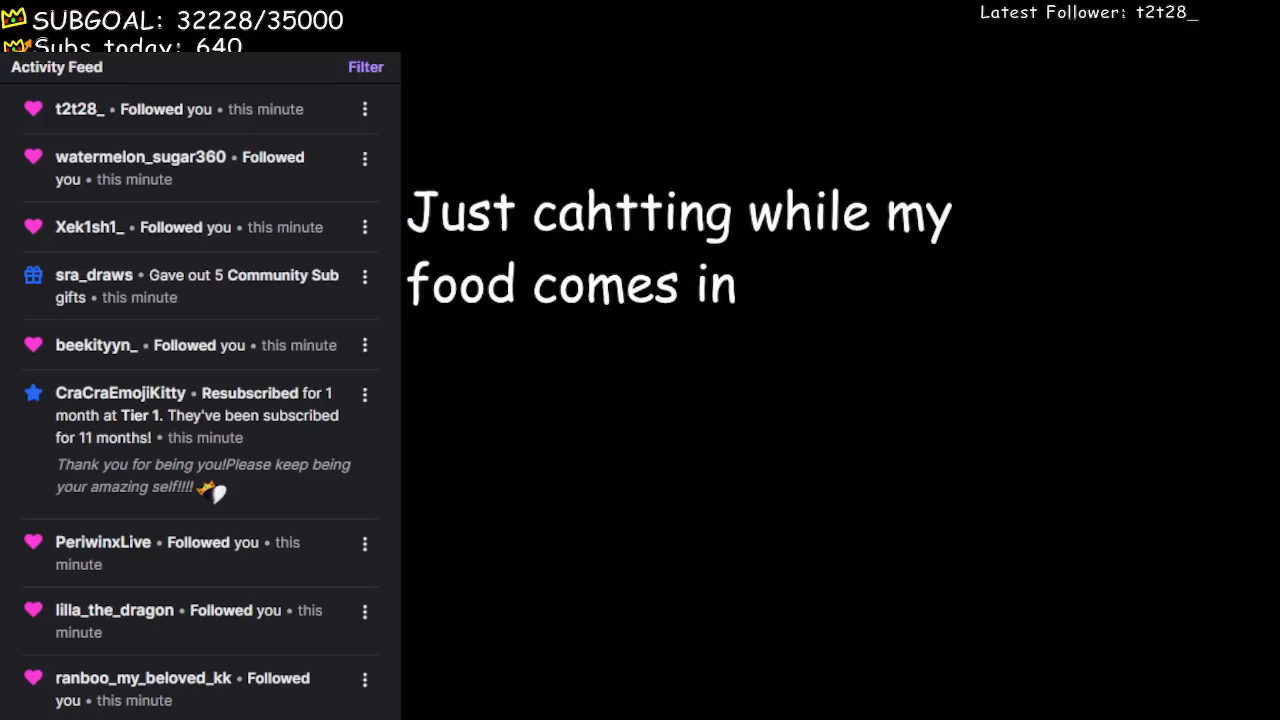 SUBGOAL: 32228/35000
Latest Follower: t2t28_
Subs today: 640
Activity Feed
Filter
t2t28_ • Followed you • this minute
watermelon_sugar360 • Followed
you • this minute
Xek1sh1_ • Followed you • this minute
sra_draws • Gave out 5 Community Sub
gifts • this minute
beekityyn_ • Followed you • this minute
CraCraEmojiKitty • Resubscribed for 1
month at Tier 1. They've been subscribed
for 11 months! • this minute
Thank you for being you!Please keep being
your amazing self!!!!
PeriwinxLive • Followed you • this
minute
lilla_the_dragon • Followed you • this
minute
ranboo_my_beloved_kk • Followed
you • this minute
Just cahtting while my
food comes in